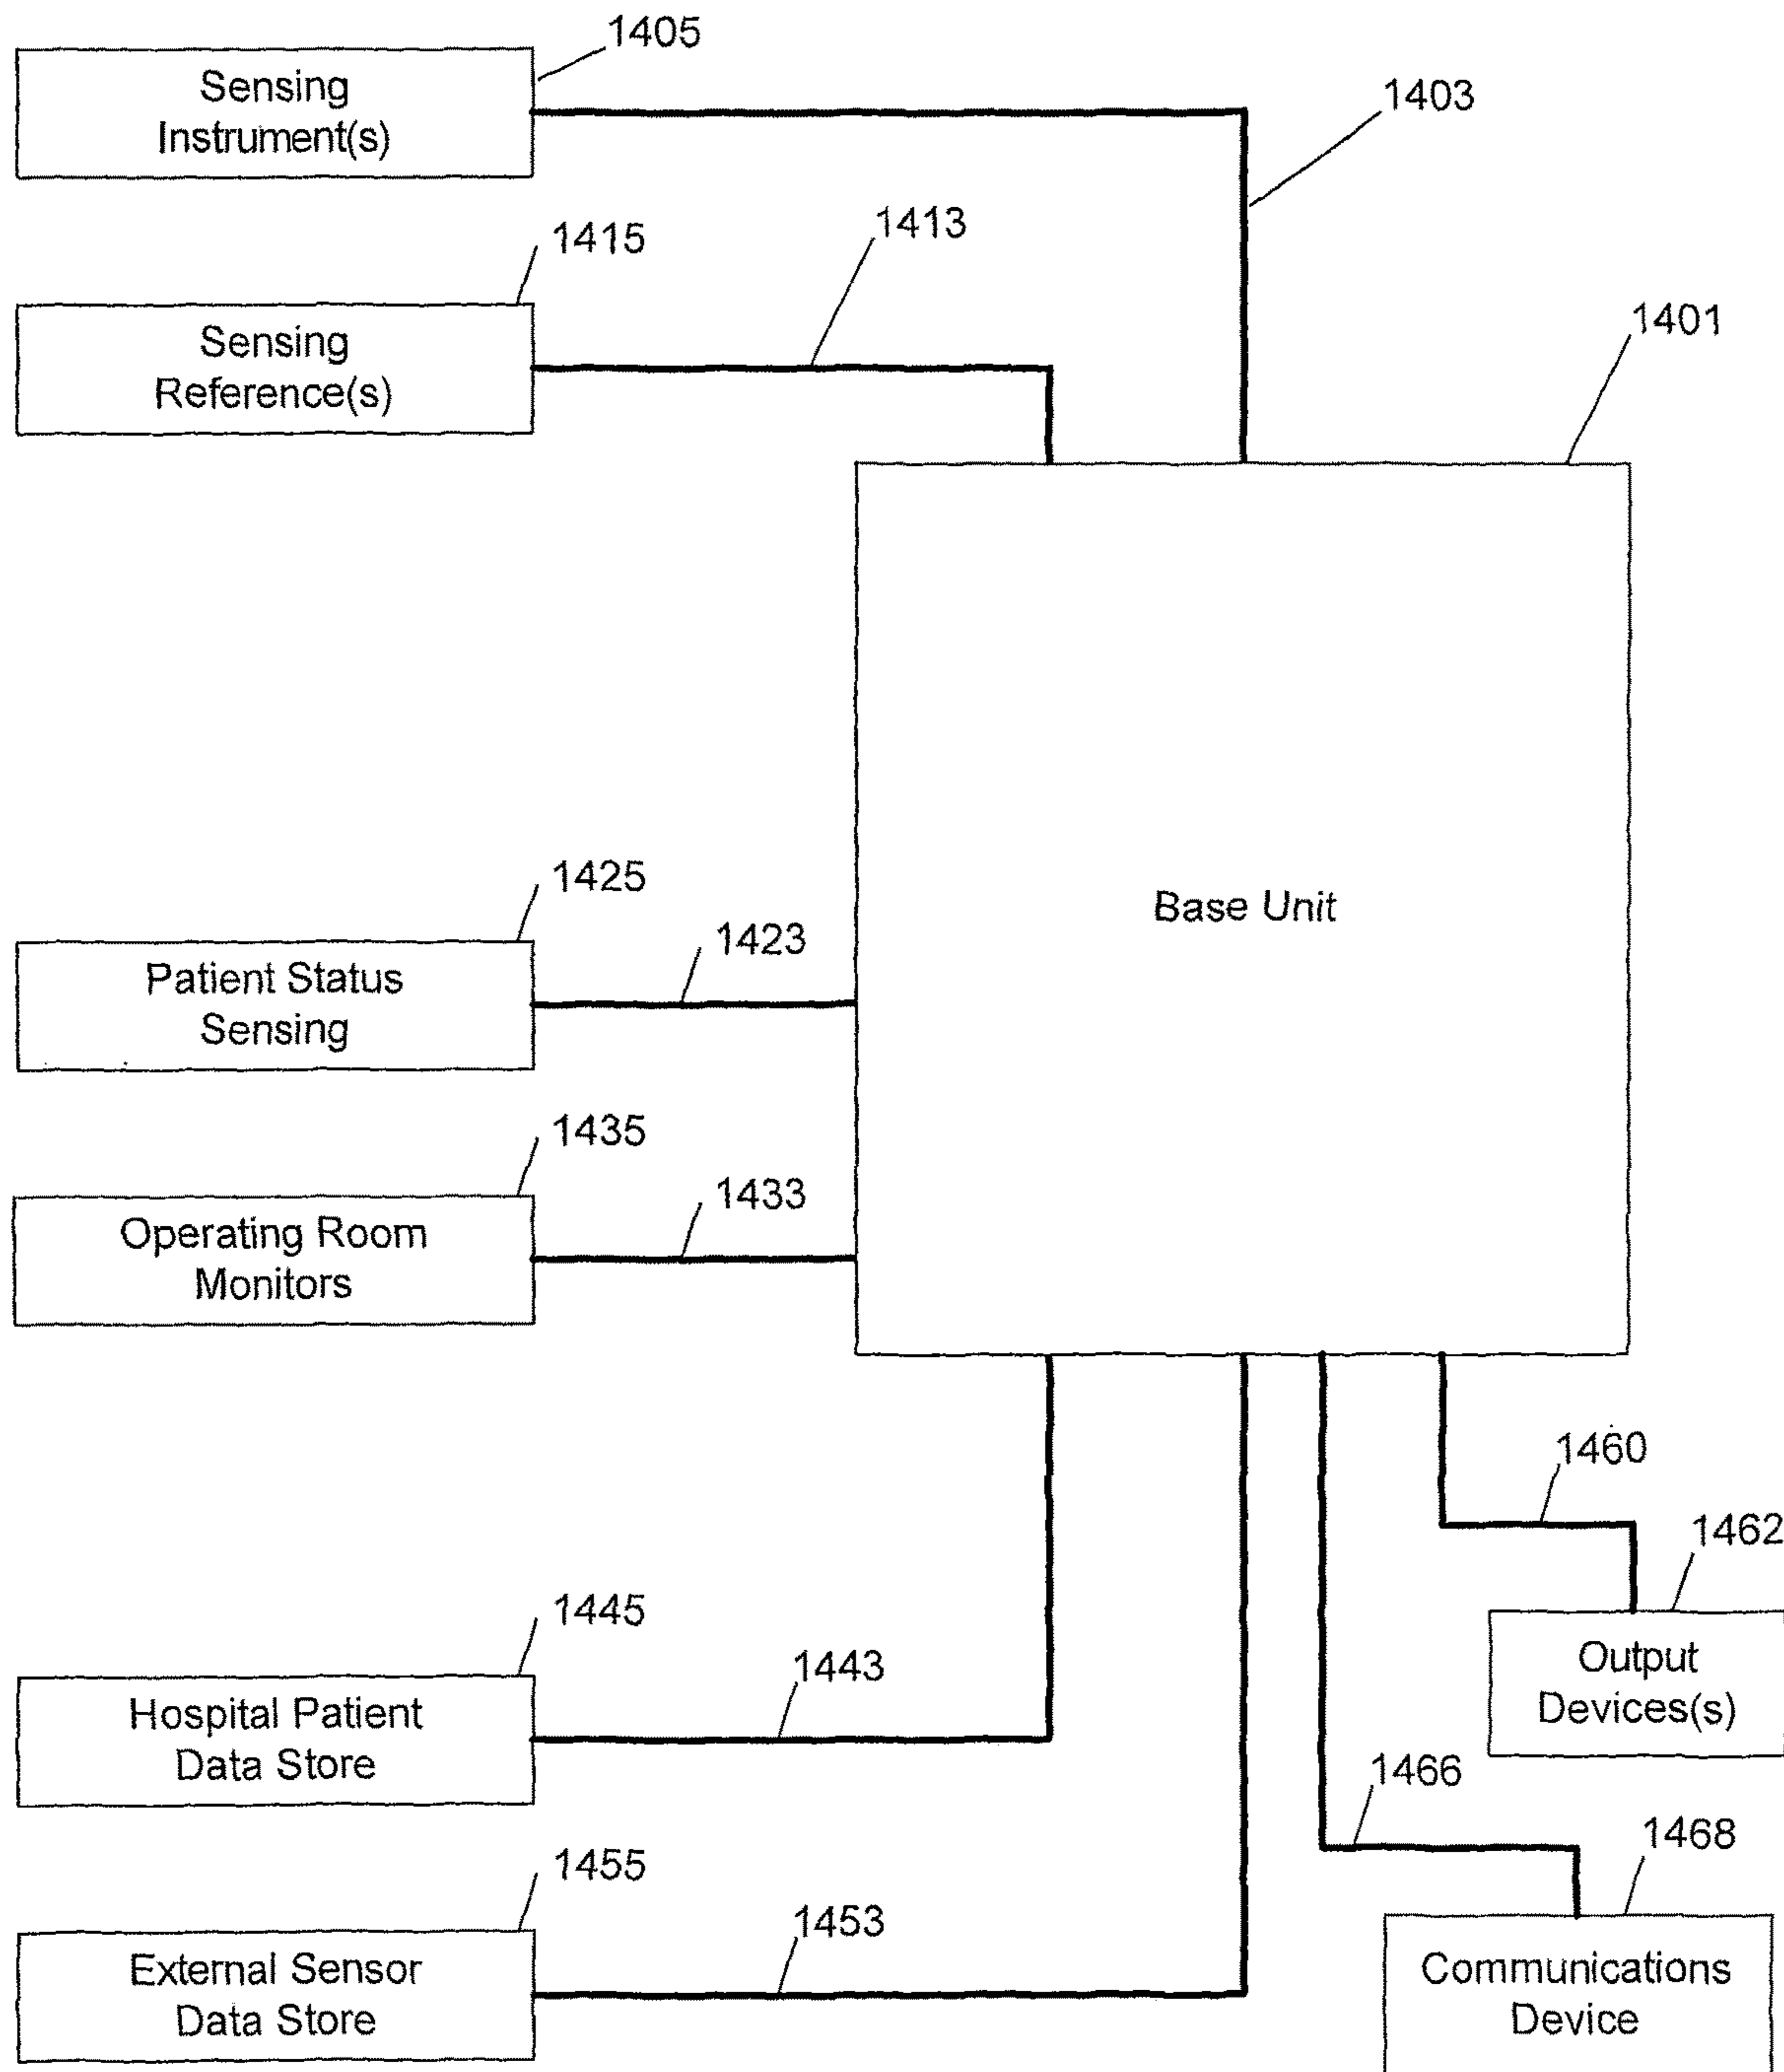 1405
Sensing
Instrument(s)
1403
1415
1413
Sensing
Reference(s)
1401
Base Unit
1425
1423
Patient Status
Sensing
1435
1433
Operating Room
Monitors
1460
1462
Output
Devices(s)
1445
1443
Hospital Patient
Data Store
1466
1468
1455
1453
External Sensor
Data Store
Communications
Device